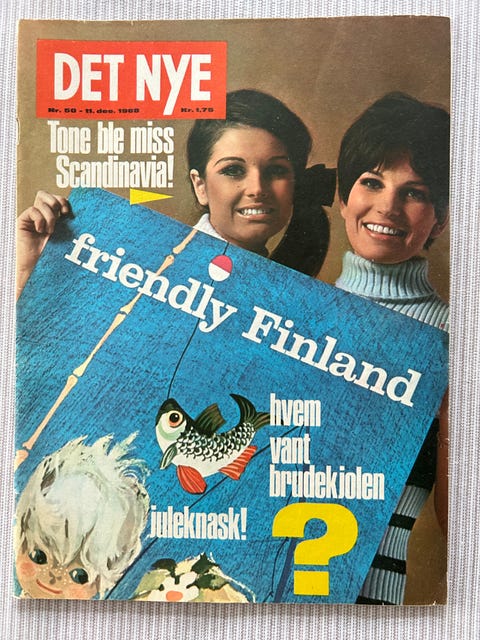 DET NYE
Nr. 50 - 11. des. 1968 Kr. 1,75
Tone ble miss
Scandinavia!
friendly Finland
hvem
vant
brudekjolen
?
juleknask!